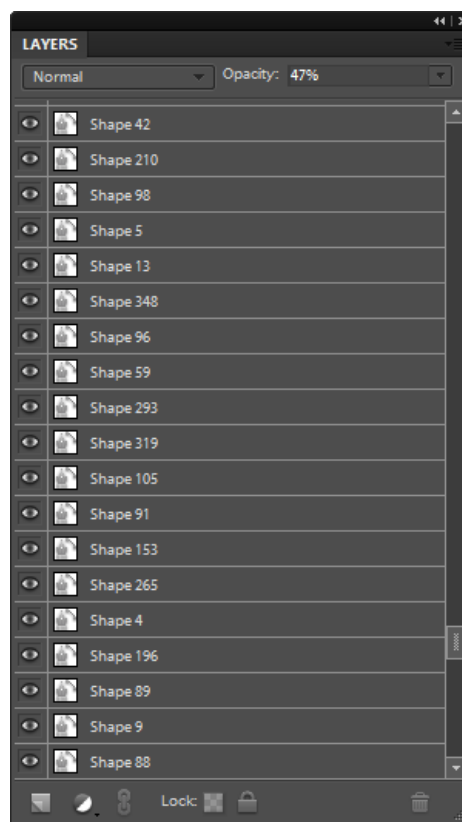 LAYERS
Normal Opacity: 47%
Shape 42
Shape 210
Shape 98
Shape 5
Shape 13
Shape 348
Shape 96
Shape 59
Shape 293
Shape 319
Shape 105
Shape 91
Shape 153
Shape 265
Shape 4
Shape 196
Shape 89
Shape 9
Shape 88
Lock: